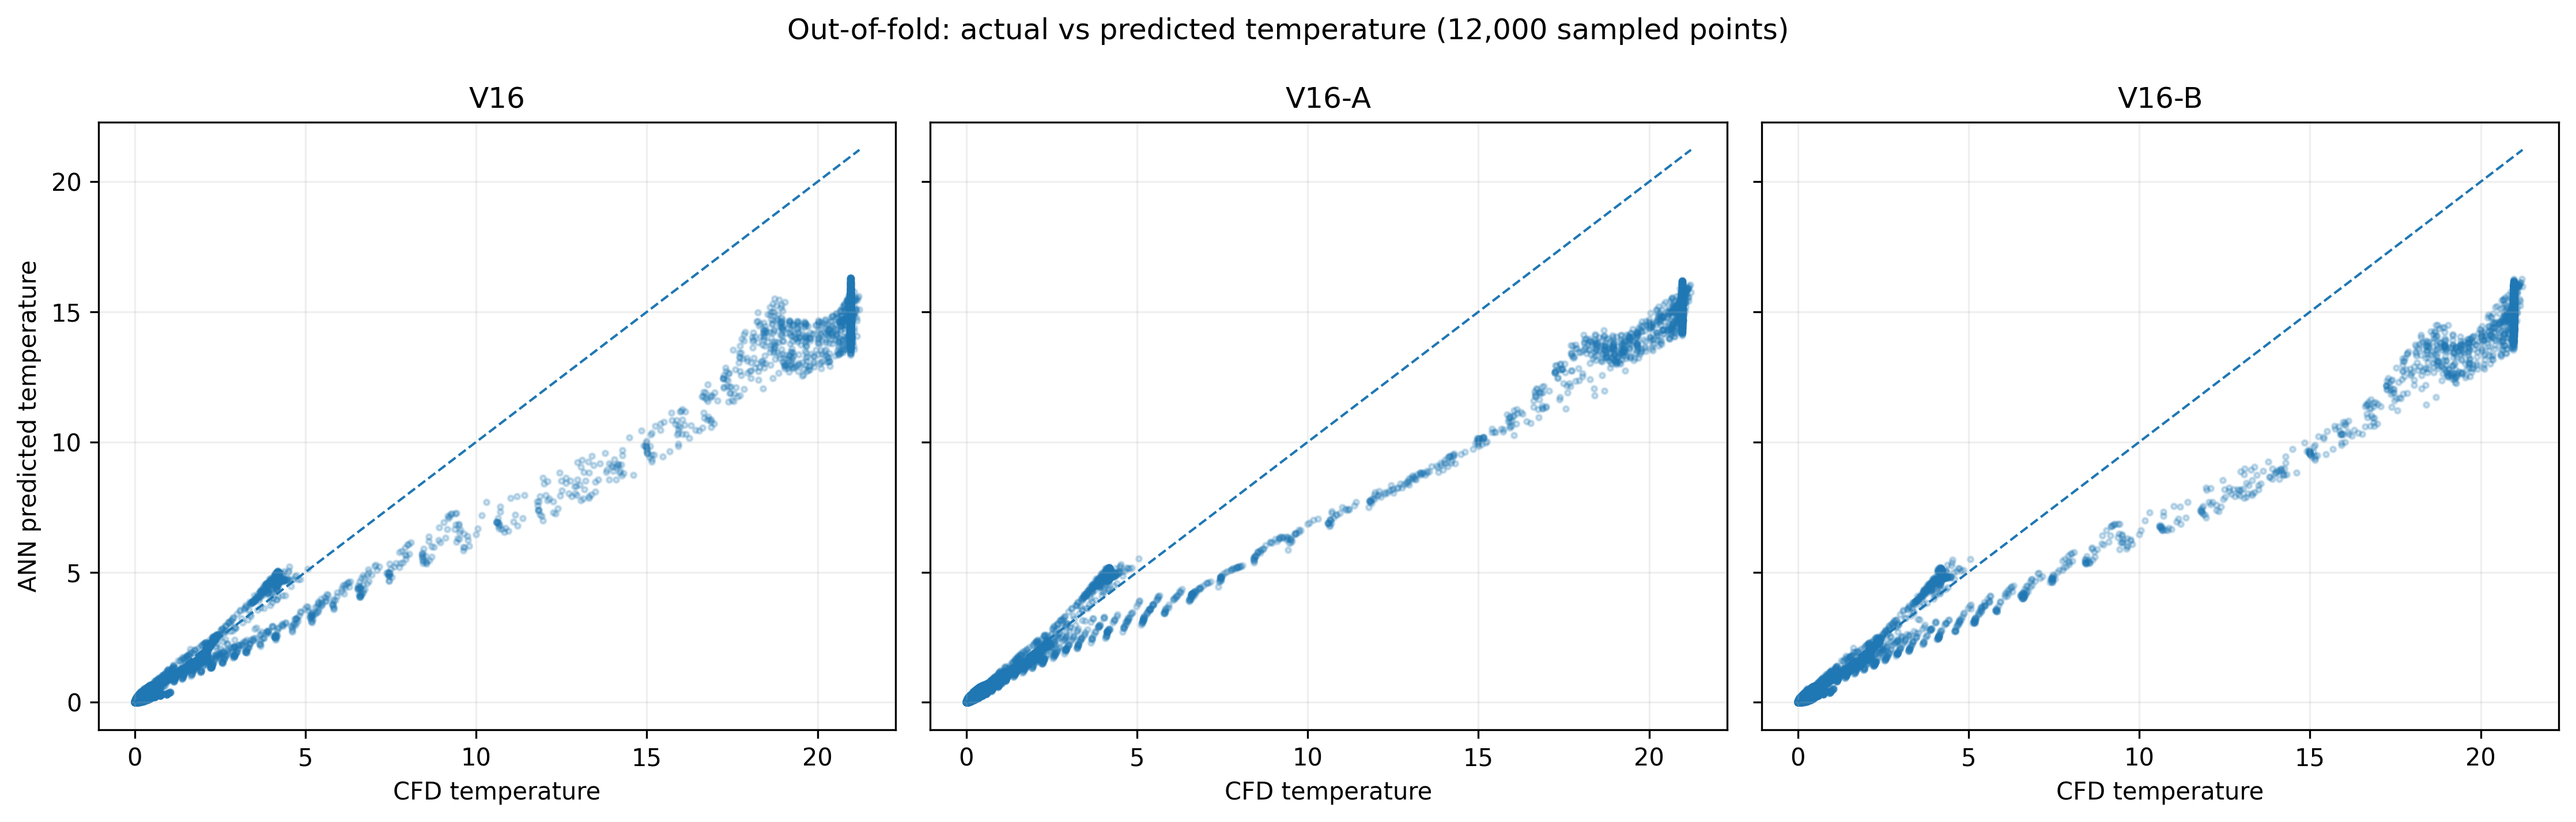 Out-of-fold: actual vs predicted temperature (12,000 sampled points)
V16
V16-A
V16-B
ANN predicted temperature
20
15
10
5
0
0 5 10 15 20
0 5 10 15 20
0 5 10 15 20
CFD temperature
CFD temperature
CFD temperature